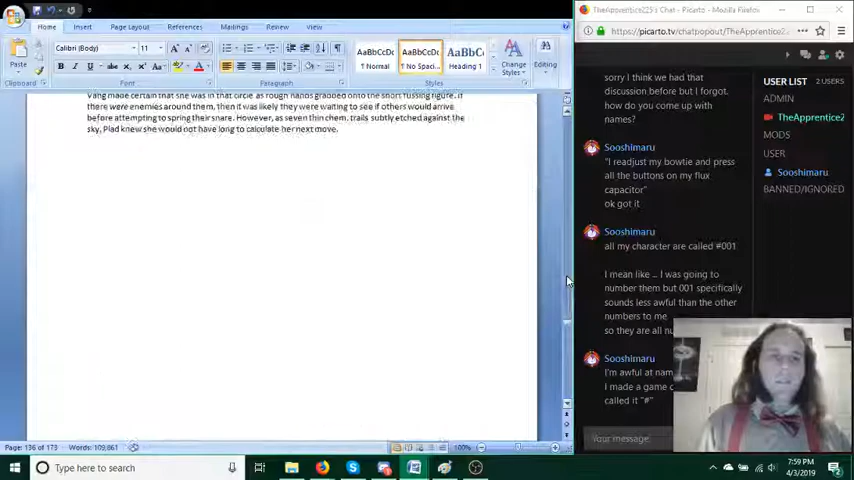 TheApprentice225's Chat - Picarto - Mozilla Firefox
Home Insert Page Layout References Mailings Review View
https://picarto.tv/chatpopout/TheApprentice2
Calibri (Body) 11
AaBbCcDc AaBbCcDc AaBbCc
Paste
¶ Normal ¶ No Spaci... Heading 1
Change Styles
Editing
Clipboard Font Paragraph Styles
Vang made certain that she was in that circle as rough hands grabbed onto the short fussing figure. If
there were enemies around them, then it was likely they were waiting to see if others would arrive
before attempting to spring their snare. However, as seven thin chem. trails subtly etched against the
sky, Plad knew she would not have long to calculate her next move.
sorry I think we had that
discussion before but I forgot.
how do you come up with
names?
Sooshimaru
"I readjust my bowtie and press
all the buttons on my flux
capacitor"
ok got it
Sooshimaru
all my character are called #001
I mean like .. I was going to
number them but 001 specifically
sounds less awful than the other
numbers to me
so they are all nu
Sooshimaru
I'm awful at nam
I made a game c
called it "#"
Your message
USER LIST 2 USERS
ADMIN
TheApprentice2
MODS
USER
Sooshimaru
BANNED/IGNORED
Page: 136 of 173 Words: 109,861
100%
Type here to search
7:59 PM
4/3/2019